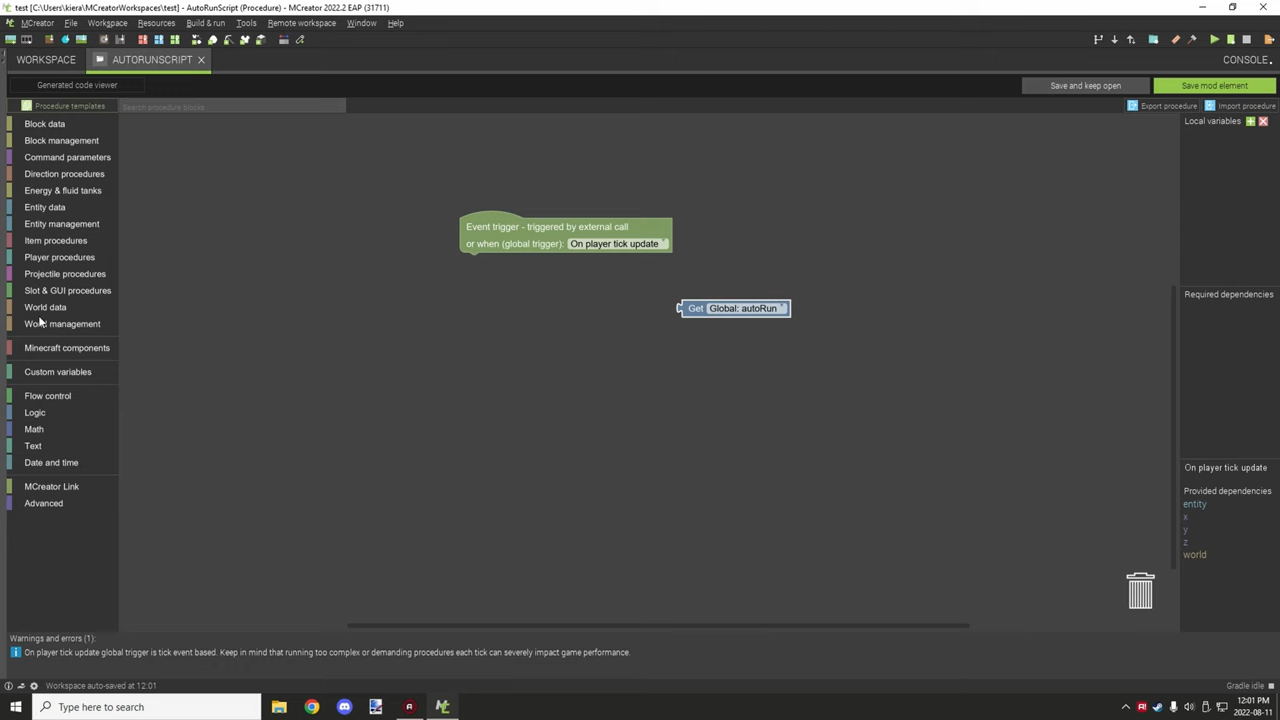 test [C:\Users\kiera\MCreatorWorkspaces\test] - AutoRunScript (Procedure) - MCreator 2022.2 EAP (31711)
MCreator File Workspaces Resources Build & run Tools Remote workspace Window Help
WORKSPACE AUTORUNSCRIPT CONSOLE
Generated code viewer Save and keep open Save mod element
Procedure templates Search procedure blocks Export procedure Import procedure
Block data
Block management
Command parameters
Direction procedures
Energy & fluid tanks
Entity data
Entity management
Item procedures
Player procedures
Projectile procedures
Slot & GUI procedures
World data
World management
Minecraft components
Custom variables
Flow control
Logic
Math
Text
Date and time
MCreator Link
Advanced
Event trigger - triggered by external call
or when (global trigger): On player tick update
Get Global: autoRun
Local variables
Required dependencies
On player tick update
Provided dependencies
entity
x
y
z
world
Warnings and errors (1):
On player tick update global trigger is tick event based. Keep in mind that running too complex or demanding procedures each tick can severely impact game performance.
Workspace auto-saved at 12:01 Gradle idle
Type here to search
12:01 PM
2022-08-11